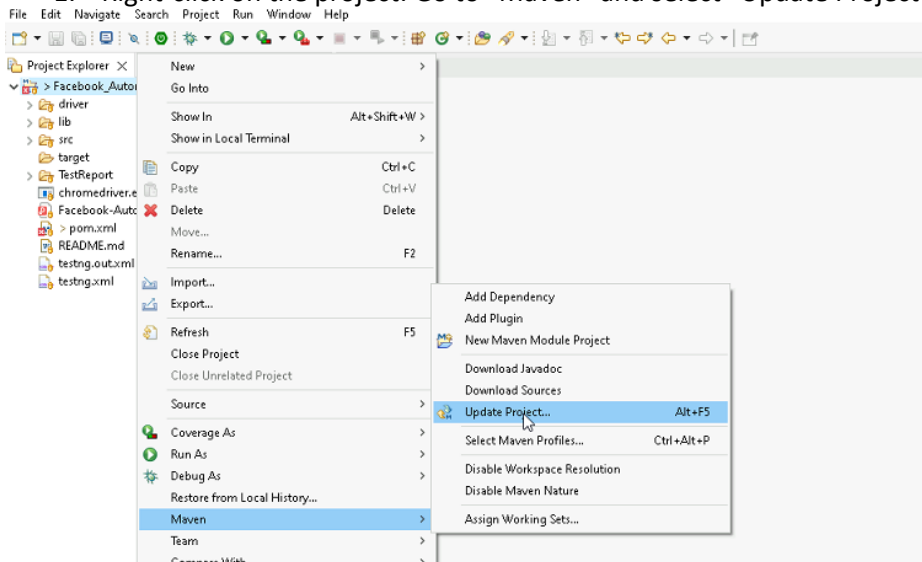 Right-click on the project. Go to "Maven" and select "Update Project
File Edit Navigate Search Project Run Window Help
Project Explorer
> Facebook_Autor
driver
lib
src
target
TestReport
chromedriver.e
Facebook-Auto
> pom.xml
README.md
testng.out.xml
testng.xml
New
Go Into
Show In Alt+Shift+W >
Show in Local Terminal
Copy Ctrl+C
Paste Ctrl+V
Delete Delete
Move...
Rename... F2
Import...
Export...
Refresh F5
Close Project
Close Unrelated Project
Source
Coverage As
Run As
Debug As
Restore from Local History...
Maven
Team
Compare With
Add Dependency
Add Plugin
New Maven Module Project
Download Javadoc
Download Sources
Update Project... Alt+F5
Select Maven Profiles... Ctrl+Alt+P
Disable Workspace Resolution
Disable Maven Nature
Assign Working Sets...